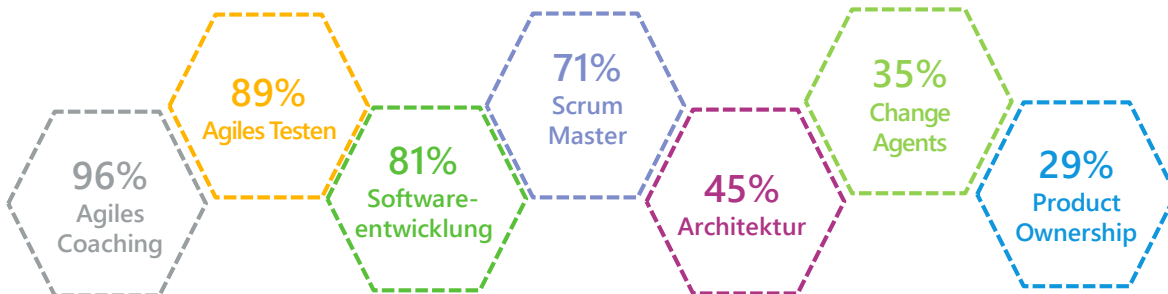 96%
Agiles
Coaching
89%
Agiles Testen
81%
Software-
entwicklung
71%
Scrum
Master
45%
Architektur
35%
Change
Agents
29%
Product
Ownership